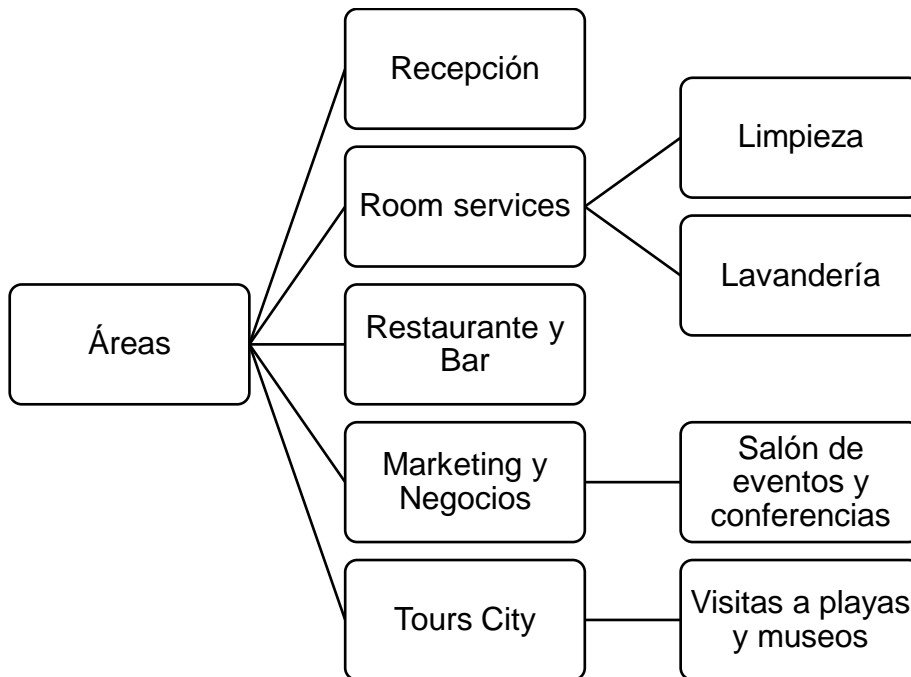 Áreas
Recepción
Room services
Limpieza
Lavandería
Restaurante y
Bar
Marketing y
Negocios
Salón de
eventos y
conferencias
Tours City
Visitas a playas
y museos